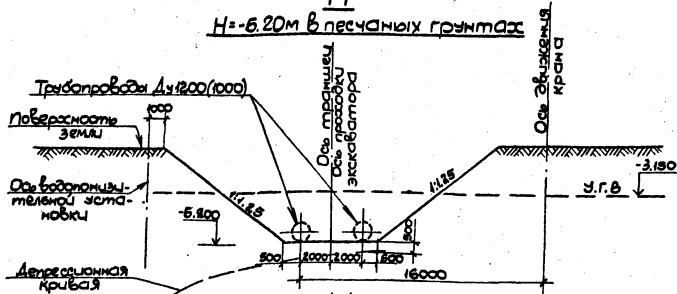 Н=-6.20м в песчаных грунтах
Трубопроводы Ду1200(1000)
1000
Поверхность
земли
Ось траншеи
Ось проходки
экскаватора
Ось движения
крана
1:1.25
1:1.25
-3.150
У.Г.В
Ось водопонизи-
тельной уста-
новки
-6.200
500
2000
2000
500
500
16000
Депрессионная
кривая